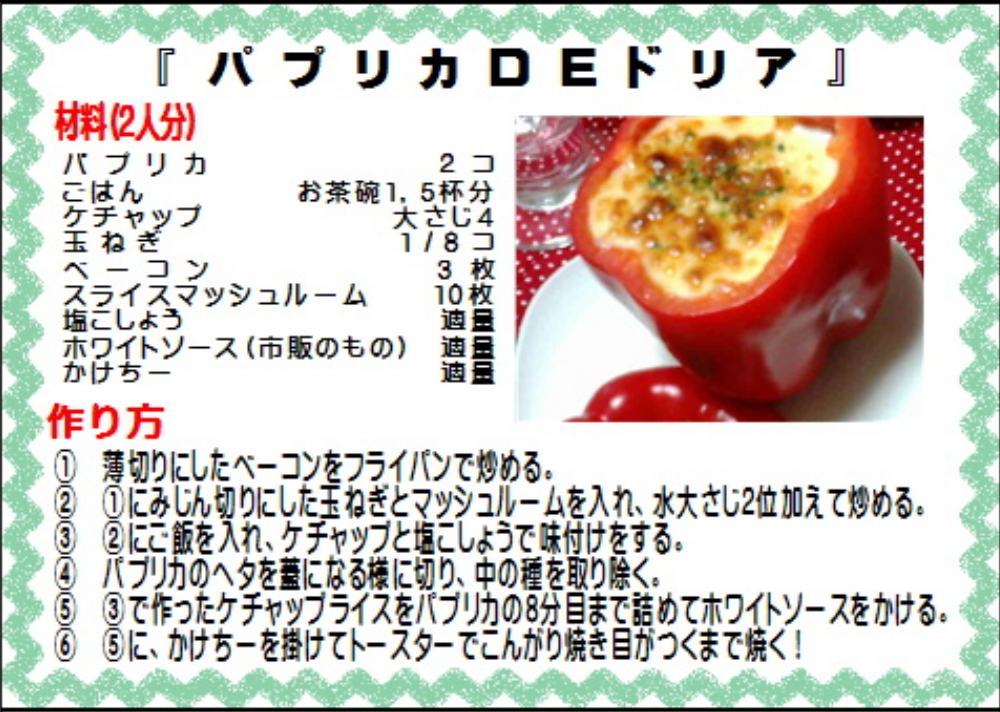 『パプリカDEドリア』
材料(2人分)
パプリカ 2コ
ごはん お茶碗1,5杯分
ケチャップ 大さじ4
玉ねぎ 1/8コ
ベーコン 3枚
スライスマッシュルーム 10枚
塩こしょう 適量
ホワイトソース(市販のもの) 適量
かけちー 適量
作り方
① 薄切りにしたベーコンをフライパンで炒める。
② ①にみじん切りにした玉ねぎとマッシュルームを入れ、水大さじ2位加えて炒める。
③ ②にご飯を入れ、ケチャップと塩こしょうで味付けをする。
④ パプリカのヘタを蓋になる様に切り、中の種を取り除く。
⑤ ③で作ったケチャップライスをパプリカの8分目まで詰めてホワイトソースをかける。
⑥ ⑤に、かけちーを掛けてトースターでこんがり焼き目がつくまで焼く!